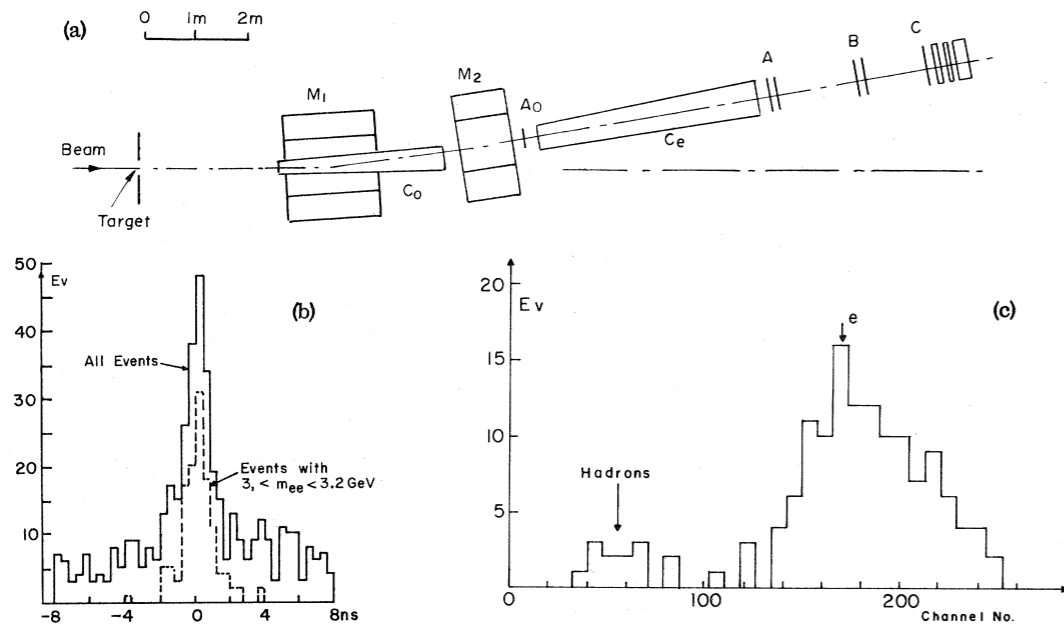 (a)
0 1m 2m
M1 M2 A0 A B C
Beam
Target
C0 Ce
(b)
50 Ev
40
30
20
10
All Events
Events with
3, < mee < 3.2 GeV
-8 -4 0 4 8ns
(c)
20 Ev
15
10
5
e
Hadrons
0 100 200
Channel No.